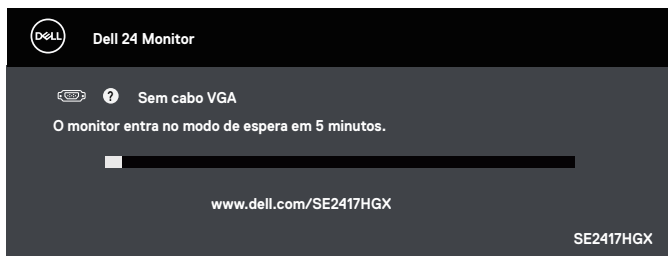 DELL
Dell 24 Monitor
? Sem cabo VGA
O monitor entra no modo de espera em 5 minutos.
www.dell.com/SE2417HGX
SE2417HGX